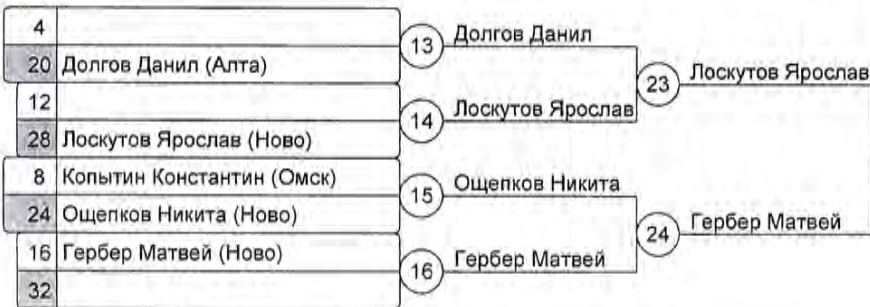 4
20 Долгов Данил (Алта)
12
28 Лоскутов Ярослав (Ново)
8 Копытин Константин (Омск)
24 Ощепков Никита (Ново)
16 Гербер Матвей (Ново)
32
13 Долгов Данил
14 Лоскутов Ярослав
15 Ощепков Никита
16 Гербер Матвей
23 Лоскутов Ярослав
24 Гербер Матвей